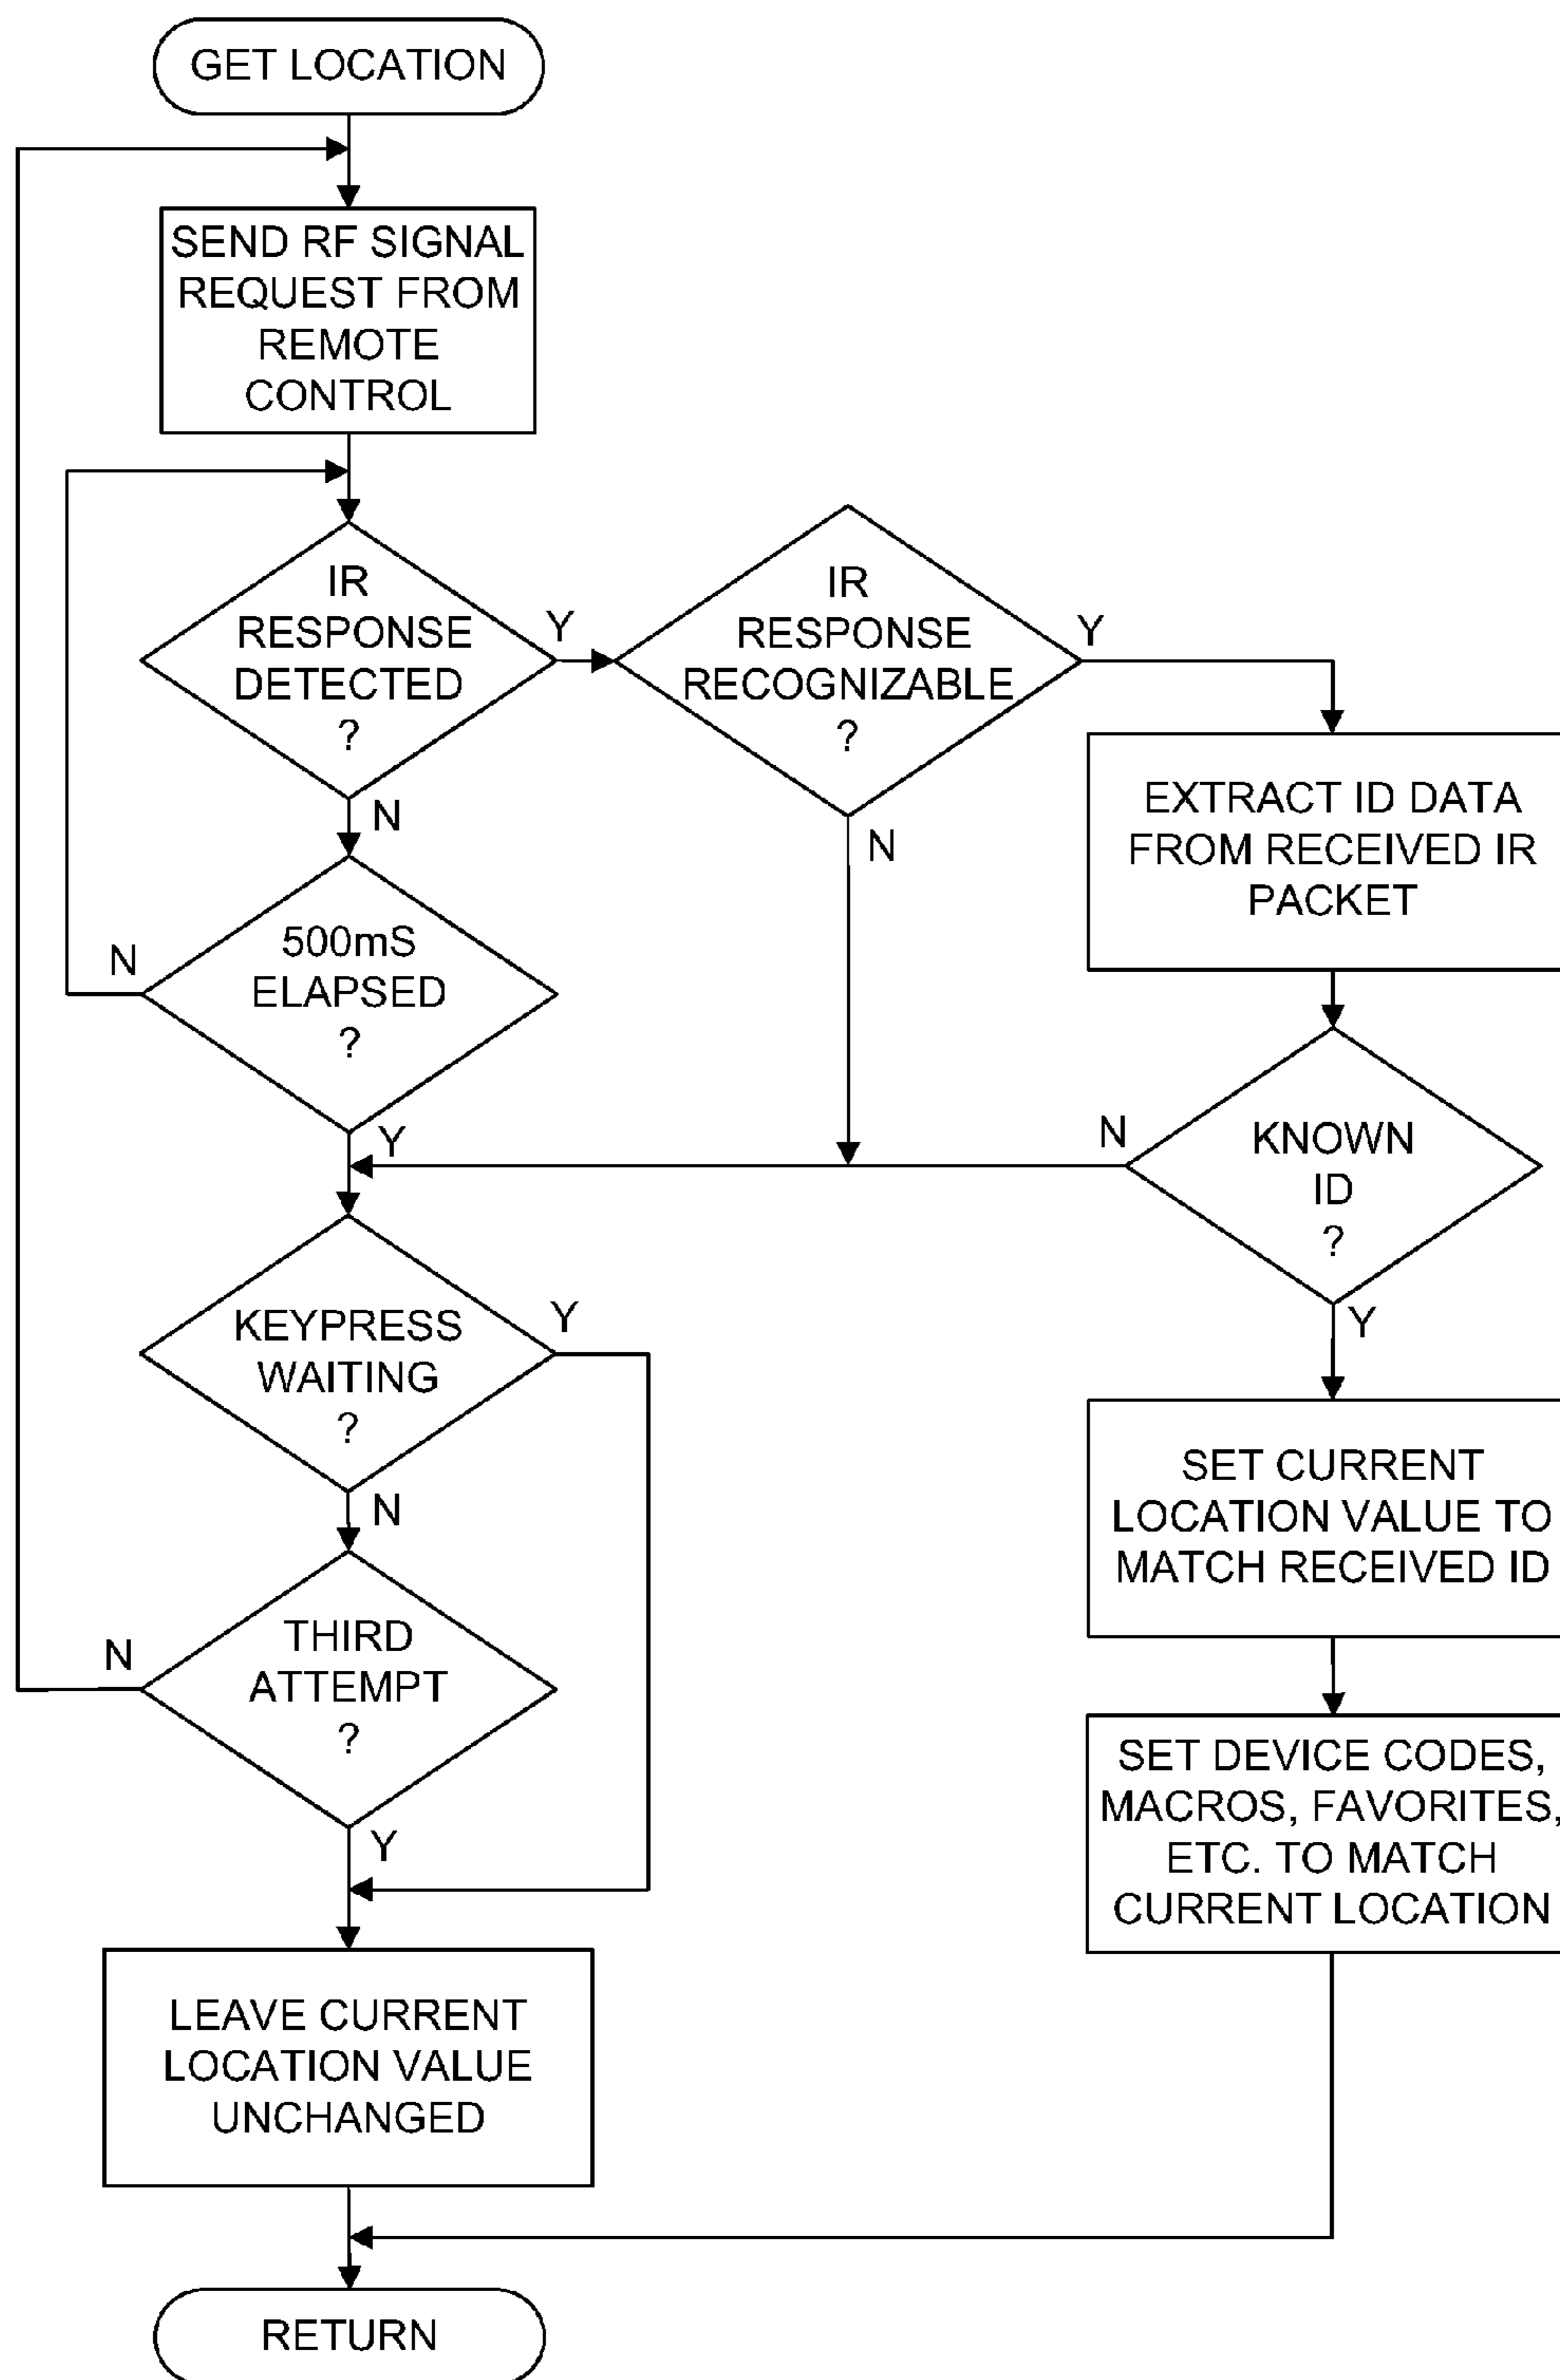 GET LOCATION
SEND RF SIGNAL
REQUEST FROM
REMOTE
CONTROL
IR
RESPONSE
DETECTED
?
Y
N
IR
RESPONSE
RECOGNIZABLE
?
Y
N
EXTRACT ID DATA
FROM RECEIVED IR
PACKET
500mS
ELAPSED
?
N
Y
KNOWN
ID
?
N
Y
KEYPRESS
WAITING
?
Y
N
SET CURRENT
LOCATION VALUE TO
MATCH RECEIVED ID
THIRD
ATTEMPT
?
N
Y
SET DEVICE CODES,
MACROS, FAVORITES,
ETC. TO MATCH
CURRENT LOCATION
LEAVE CURRENT
LOCATION VALUE
UNCHANGED
RETURN